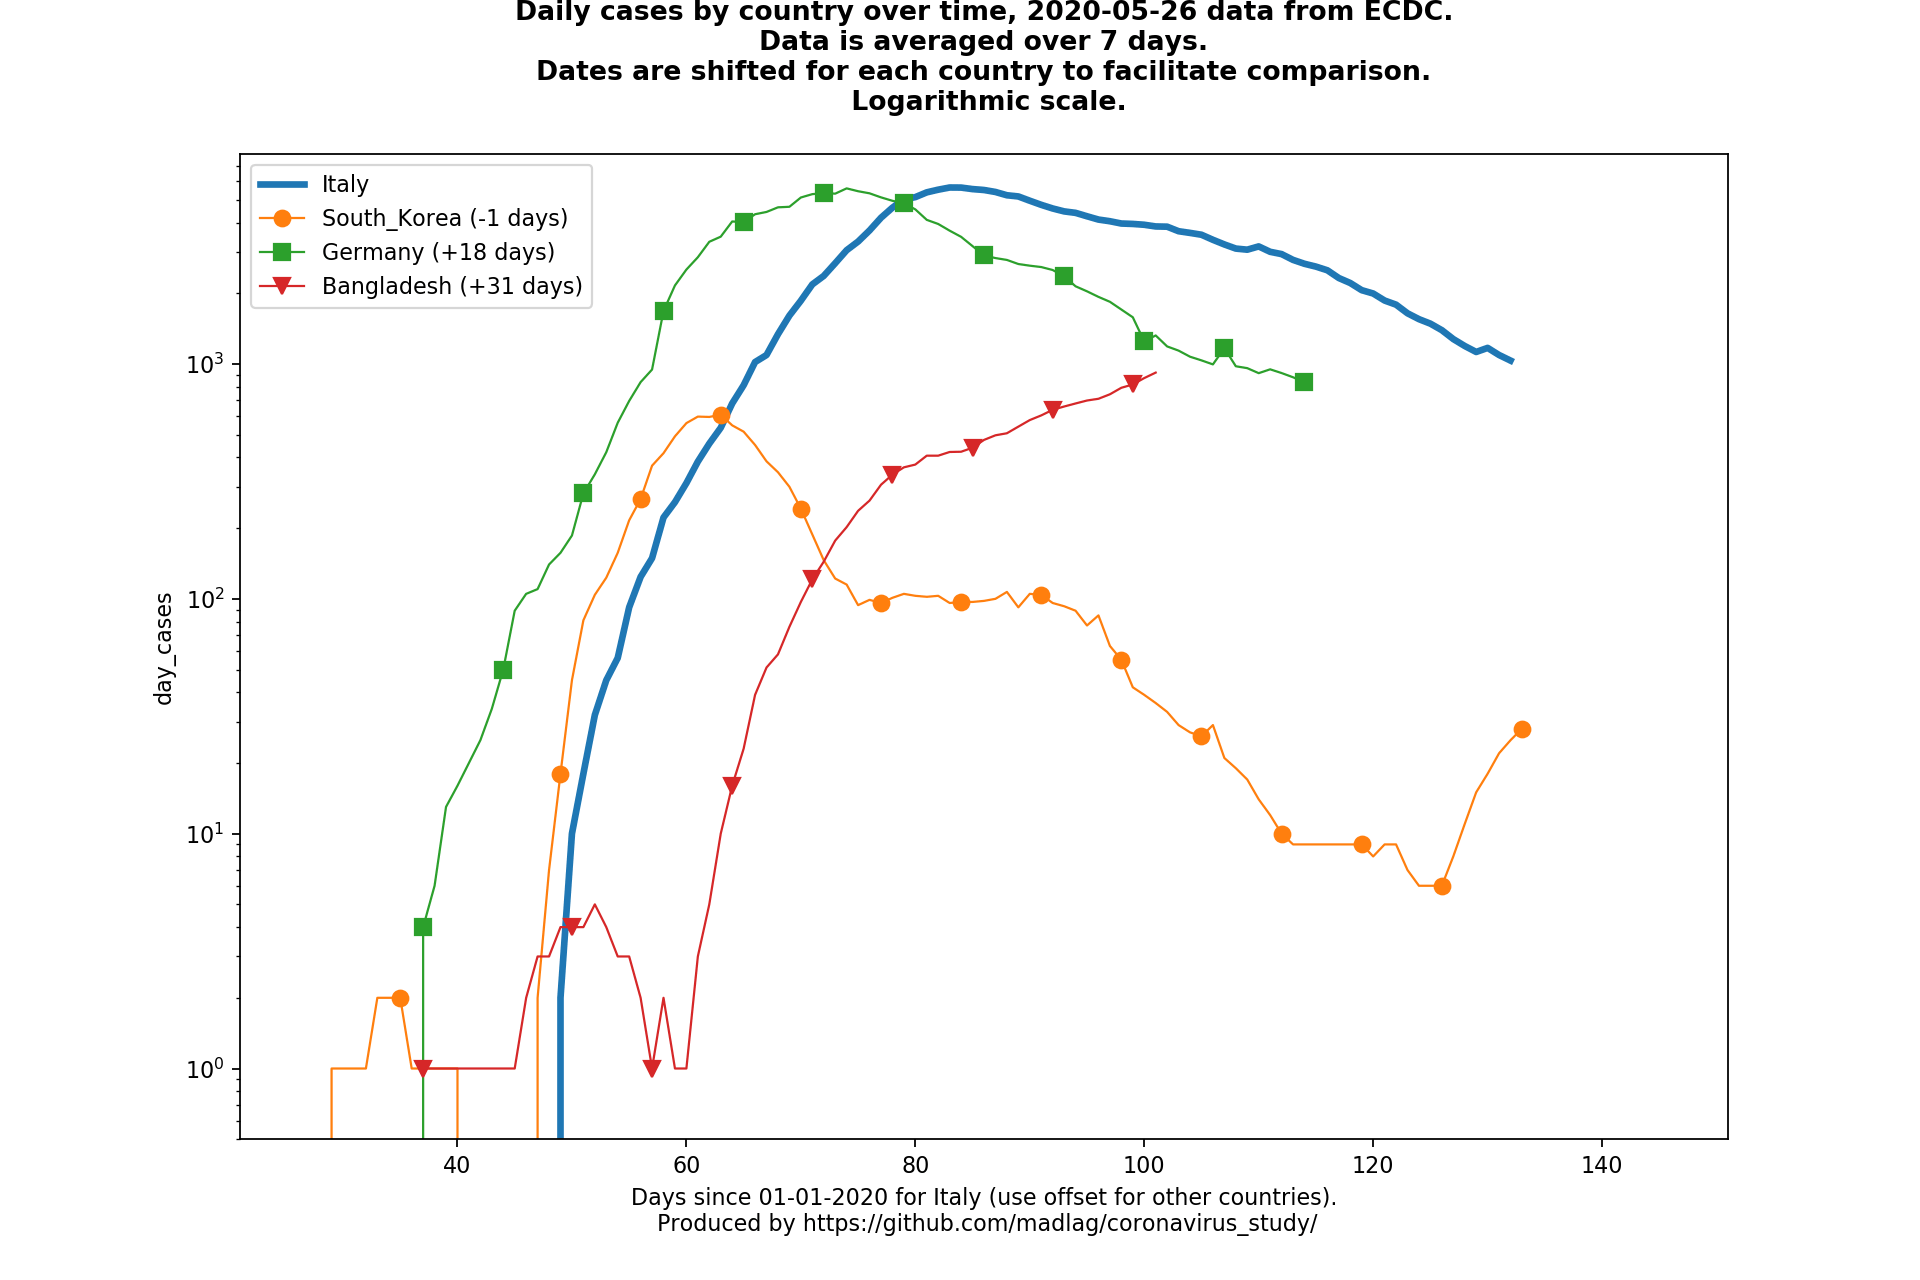 Daily cases by country over time, 2020-05-26 data from ECDC.
Data is averaged over 7 days.
Dates are shifted for each country to facilitate comparison.
Logarithmic scale.
Italy
South_Korea (-1 days)
Germany (+18 days)
Bangladesh (+31 days)
day_cases
10³
10²
10¹
10⁰
40 60 80 100 120 140
Days since 01-01-2020 for Italy (use offset for other countries).
Produced by https://github.com/madlag/coronavirus_study/